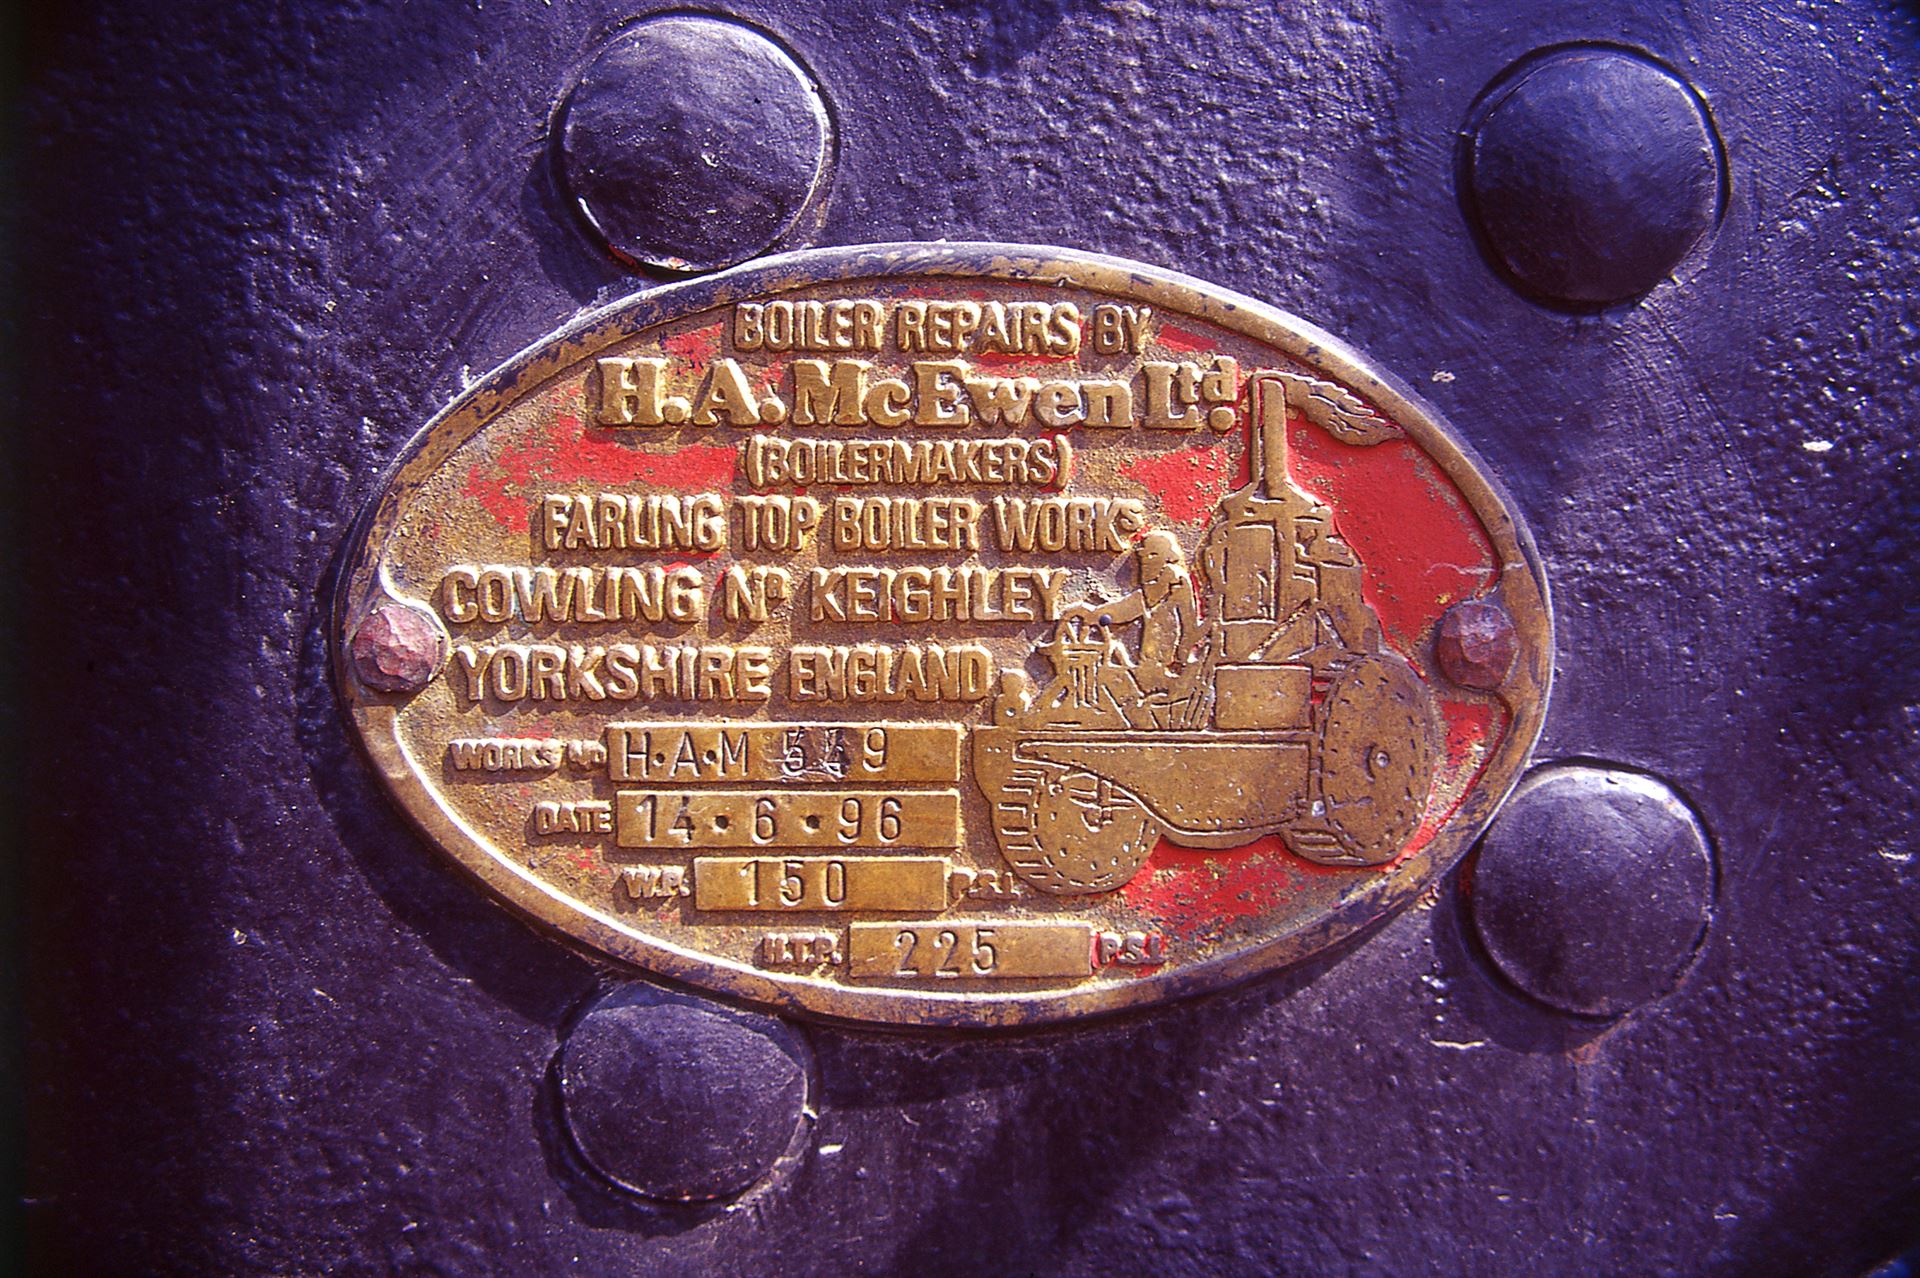 BOILER REPAIRS BY
H.A.McEwen Ltd.
(BOILERMAKERS)
FARLING TOP BOILER WORKS
COWLING NR KEIGHLEY
YORKSHIRE ENGLAND
WORKS NO H·A·M
DATE 14·6·96
W.P. 150 P.S.I.
H.T.P. 225 P.S.I.